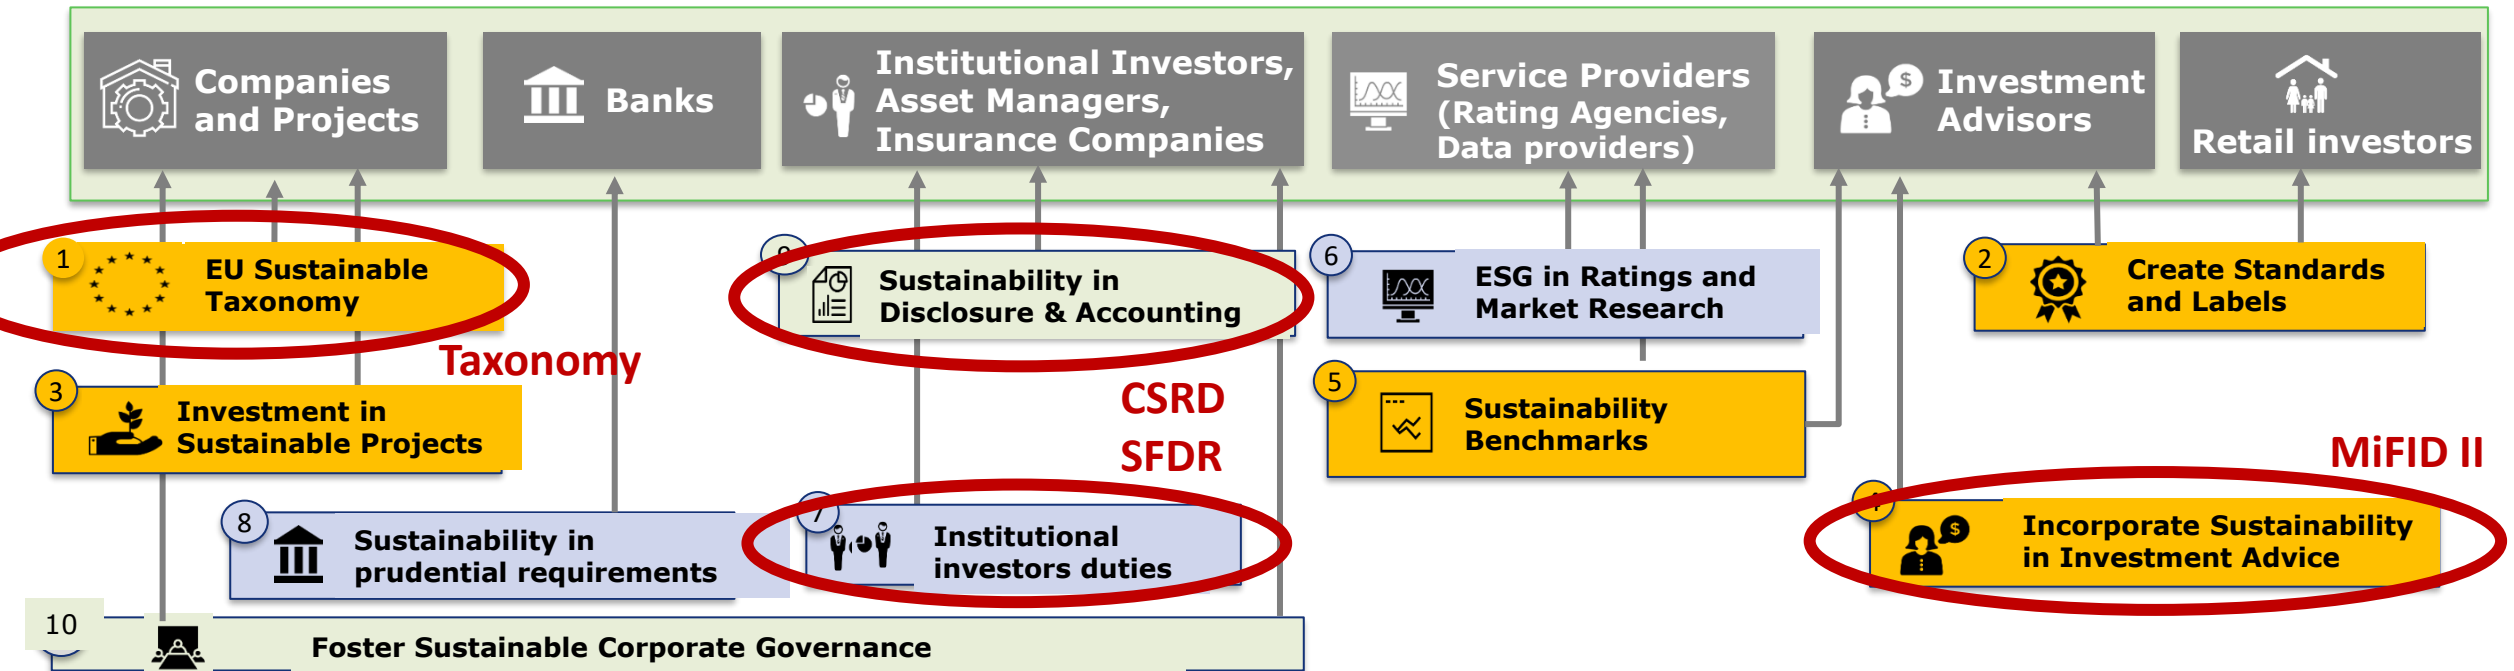 Companies
and Projects
Banks
Institutional Investors,
Asset Managers,
Insurance Companies
Service Providers
(Rating Agencies,
Data providers)
$
Investment
Advisors
Retail investors
1
EU Sustainable
Taxonomy
Taxonomy
9
Sustainability in
Disclosure & Accounting
CSRD
SFDR
6
ESG in Ratings and
Market Research
2
Create Standards
and Labels
3
Investment in
Sustainable Projects
5
Sustainability
Benchmarks
MiFID II
8
Sustainability in
prudential requirements
7
Institutional
investors duties
4
$
Incorporate Sustainability
in Investment Advice
10
Foster Sustainable Corporate Governance